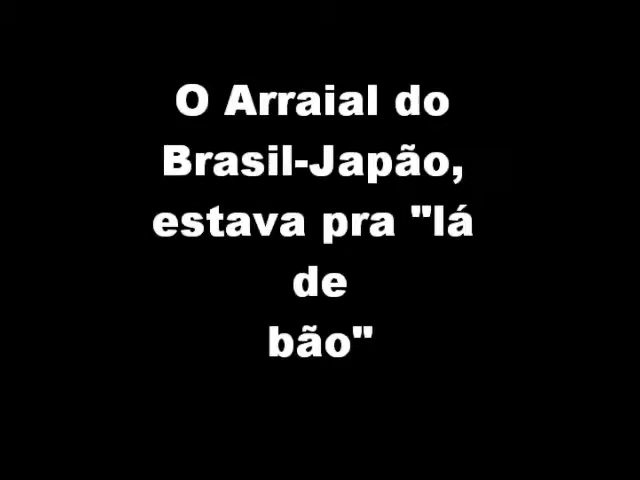 O Arraial do
Brasil-Japão,
estava pra "lá
de
bão"